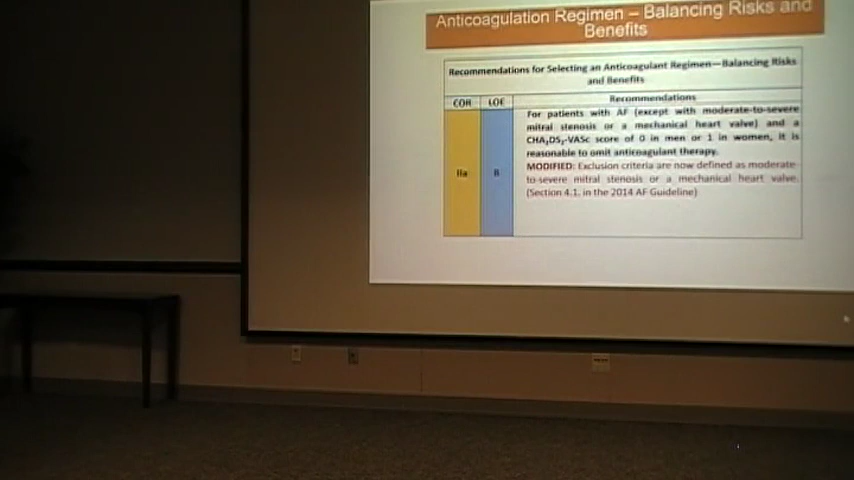 Anticoagulation Regimen – Balancing Risks and
Benefits
Recommendations for Selecting an Anticoagulant Regimen—Balancing Risks
and Benefits
COR LOE Recommendations
For patients with AF (except with moderate-to-severe
mitral stenosis or a mechanical heart valve) and a
CHA₂DS₂-VASc score of 0 in men or 1 in women, it is
reasonable to omit anticoagulant therapy.
IIa B
MODIFIED: Exclusion criteria are now defined as moderate-
to-severe mitral stenosis or a mechanical heart valve.
(Section 4.1. in the 2014 AF Guideline)